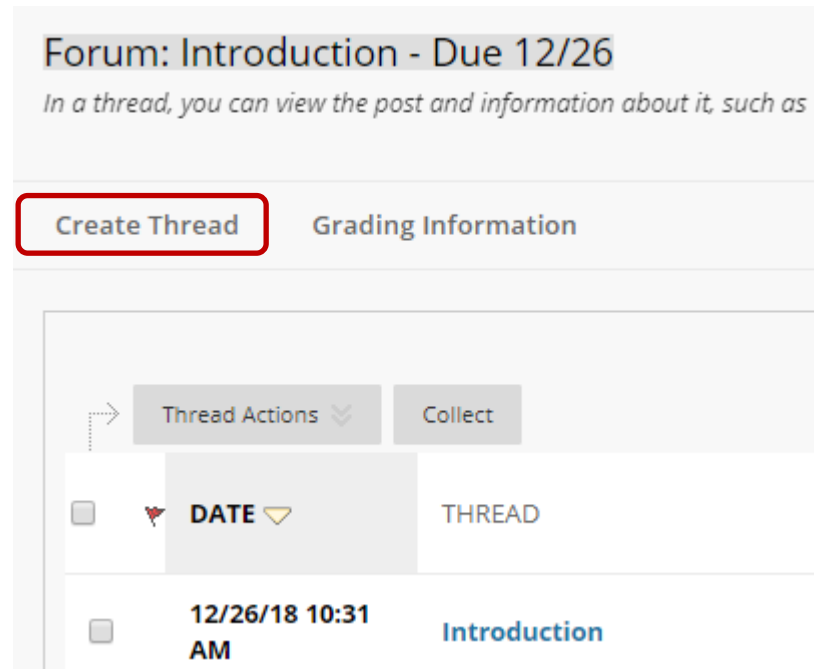 Forum: Introduction - Due 12/26
In a thread, you can view the post and information about it, such as
Create Thread Grading Information
Thread Actions Collect
DATE THREAD
12/26/18 10:31
AM
Introduction